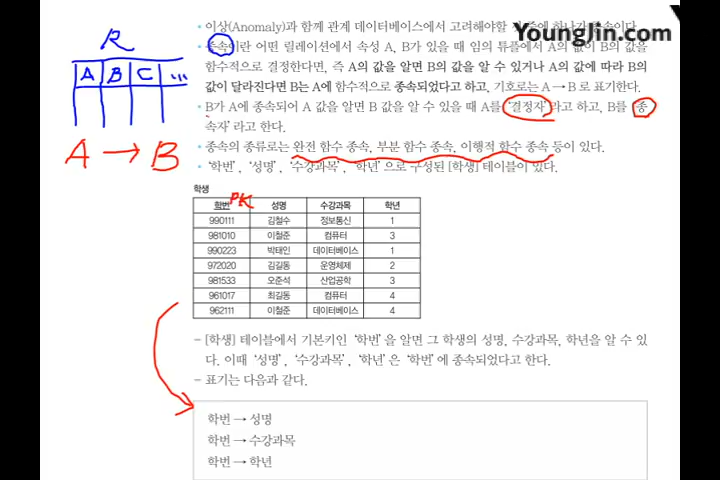 YoungJin.com
• 이상(Anomaly)과 함께 관계 데이터베이스에서 고려해야할
• 종속이란 어떤 릴레이션에서 속성 A, B가 있을 때 임의 튜플에서 A의 값이 B의 값을
함수적으로 결정한다면, 즉 A의 값을 알면 B의 값을 알 수 있거나 A의 값에 따라 B의
값이 달라진다면 B는 A에 함수적으로 종속되었다고 하고, 기호로는 A → B로 표기한다.
• B가 A에 종속되어 A 값을 알면 B 값을 알 수 있을 때 A를 '결정자'라고 하고, B를 '종
속자'라고 한다.
• 종속의 종류로는 완전 함수 종속, 부분 함수 종속, 이행적 함수 종속 등이 있다.
• '학번', '성명', '수강과목', '학년'으로 구성된 [학생] 테이블이 있다.
R
A B C ...
A → B
학생
PK
학번 성명 수강과목 학년
990111 김철수 정보통신 1
981010 이철준 컴퓨터 3
990223 박태인 데이터베이스 1
972020 김길동 운영체제 2
981533 오준석 산업공학 3
961017 최길동 컴퓨터 4
962111 이철준 데이터베이스 4
- [학생] 테이블에서 기본키인 '학번'을 알면 그 학생의 성명, 수강과목, 학년을 알 수 있
다. 이때 '성명', '수강과목', '학년'은 '학번'에 종속되었다고 한다.
- 표기는 다음과 같다.
학번 → 성명
학번 → 수강과목
학번 → 학년